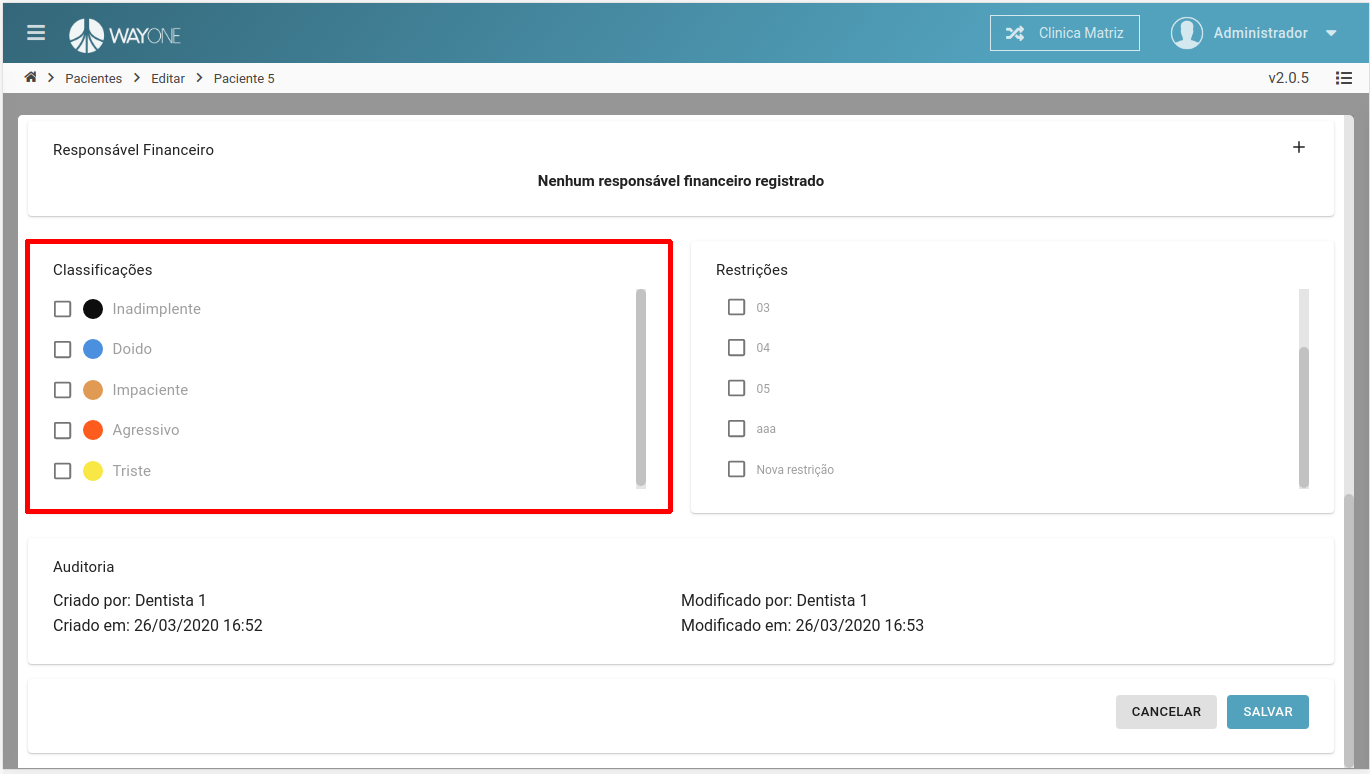 WAYONE
Clinica Matriz
Administrador
Pacientes
Editar
Paciente 5
v2.0.5
Responsável Financeiro
+
Nenhum responsável financeiro registrado
Classificações
Inadimplente
Doido
Impaciente
Agressivo
Triste
Restrições
03
04
05
aaa
Nova restrição
Auditoria
Criado por: Dentista 1
Criado em: 26/03/2020 16:52
Modificado por: Dentista 1
Modificado em: 26/03/2020 16:53
CANCELAR
SALVAR